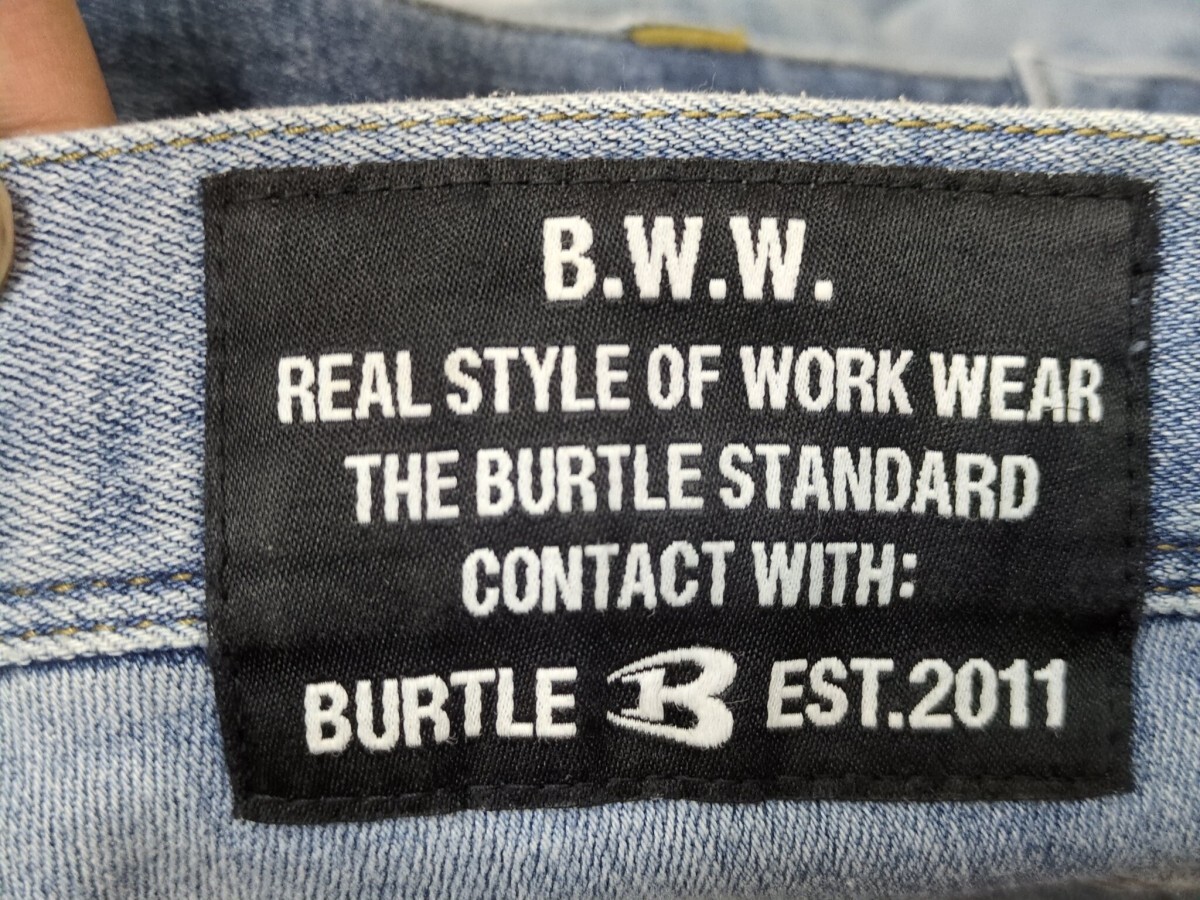 B.W.W.
REAL STYLE OF WORK WEAR
THE BURTLE STANDARD
CONTACT WITH:
BURTLE B EST.2011